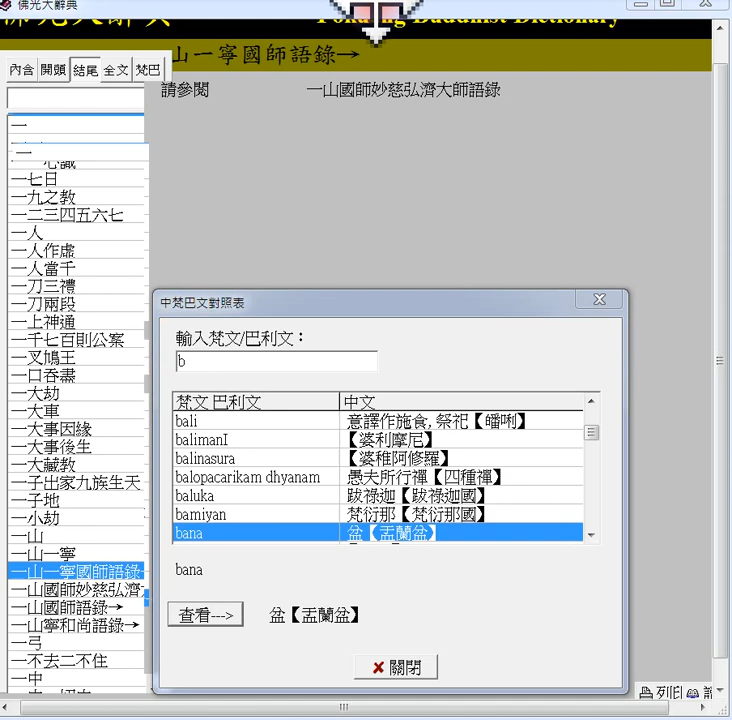 佛光大辭典
山一寧國師語錄→
內含 開頭 結尾 全文 梵巴
請參閱 一山國師妙慈弘濟大師語錄
一
一
一心識
一七日
一九之教
一二三四五六七
一人
一人作虛
一人當千
一刀三禮
一刀兩段
一上神通
一千七百則公案
一叉鳩王
一口吞盡
一大劫
一大車
一大事因緣
一大事後生
一大藏教
一子出家九族生天
一子地
一小劫
一山
一山一寧
一山一寧國師語錄
一山國師妙慈弘濟
一山國師語錄→
一山寧和尚語錄→
一弓
一不去二不住
一中
中梵巴文對照表
輸入梵文/巴利文：
b
梵文 巴利文 中文
bali 意譯作施食,祭祀【皤唎】
balimanI 【婆利摩尼】
balinasura 【婆稚阿修羅】
balopacarikam dhyanam 愚夫所行禪【四種禪】
baluka 跋祿迦【跋祿迦國】
bamiyan 梵衍那【梵衍那國】
bana 盆【盂蘭盆】
bana
查看---> 盆【盂蘭盆】
關閉
列印